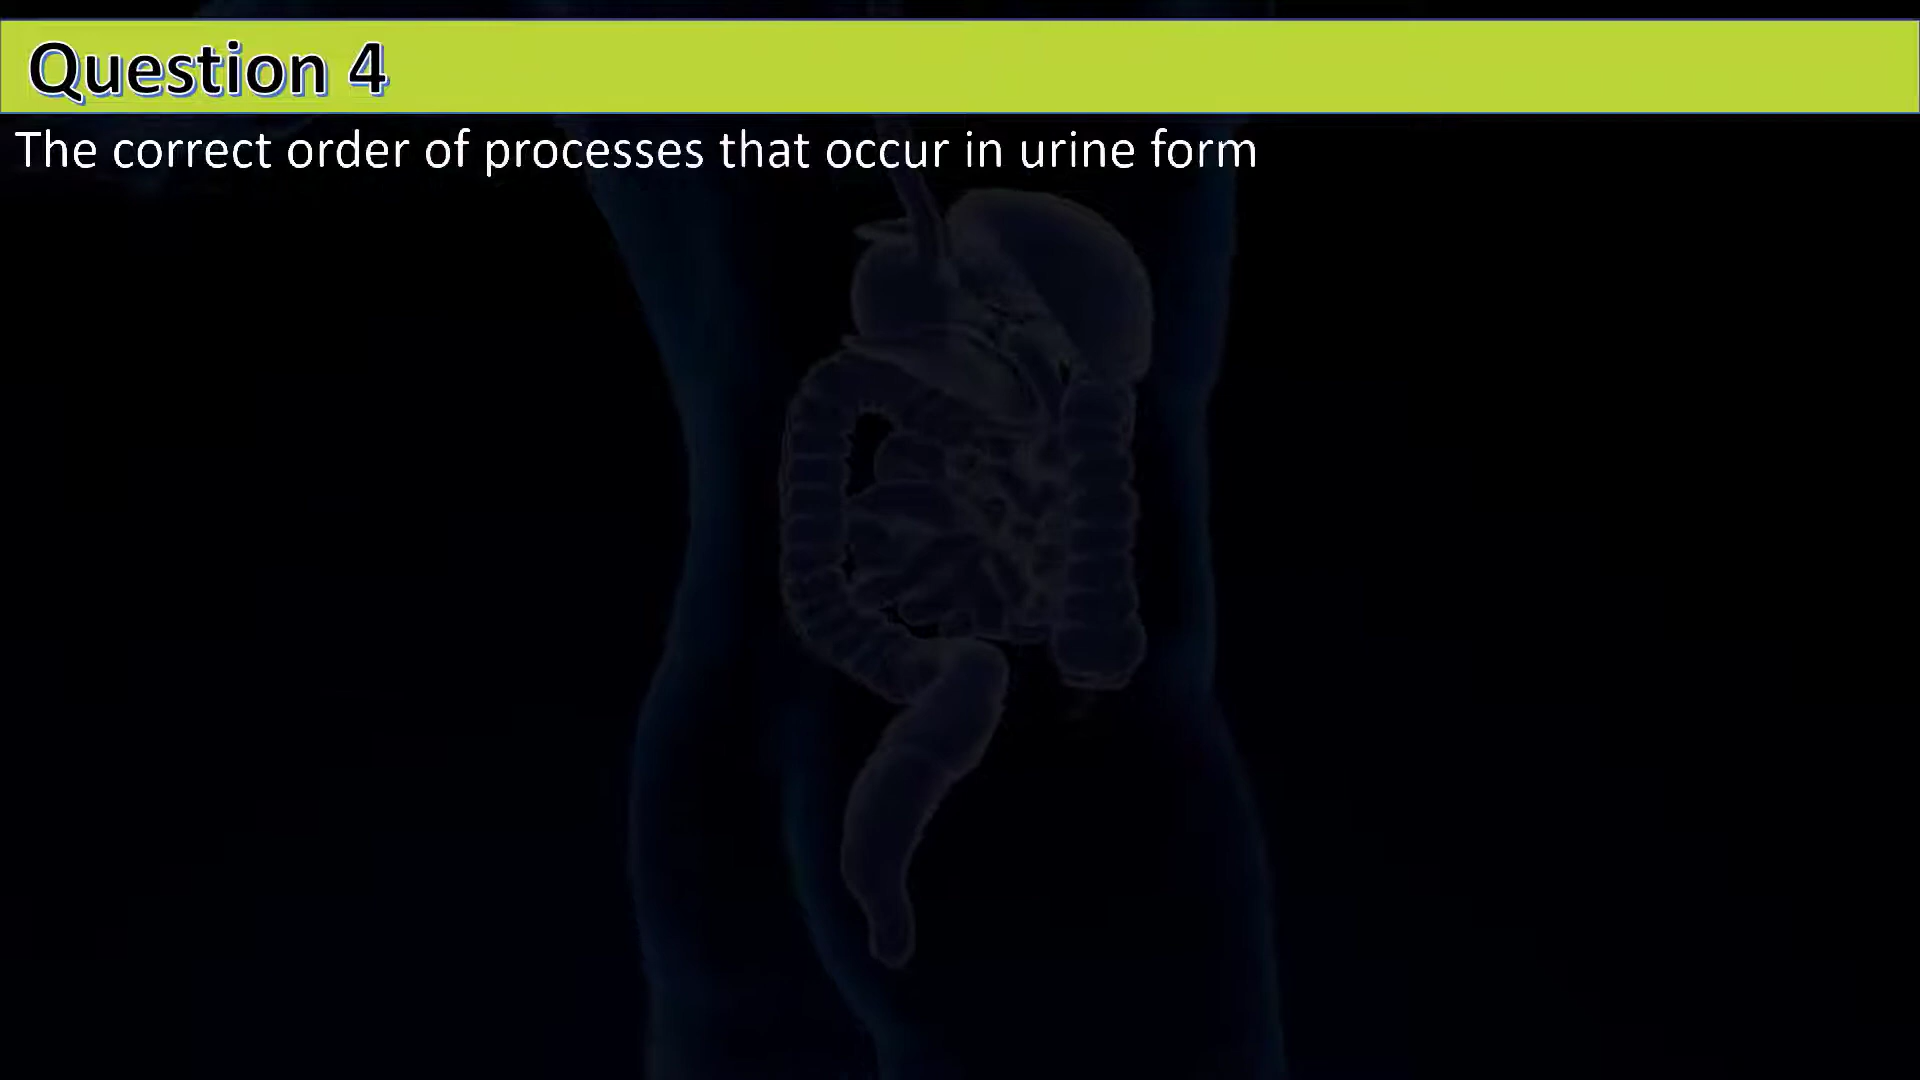 Question 4
The correct order of processes that occur in urine form